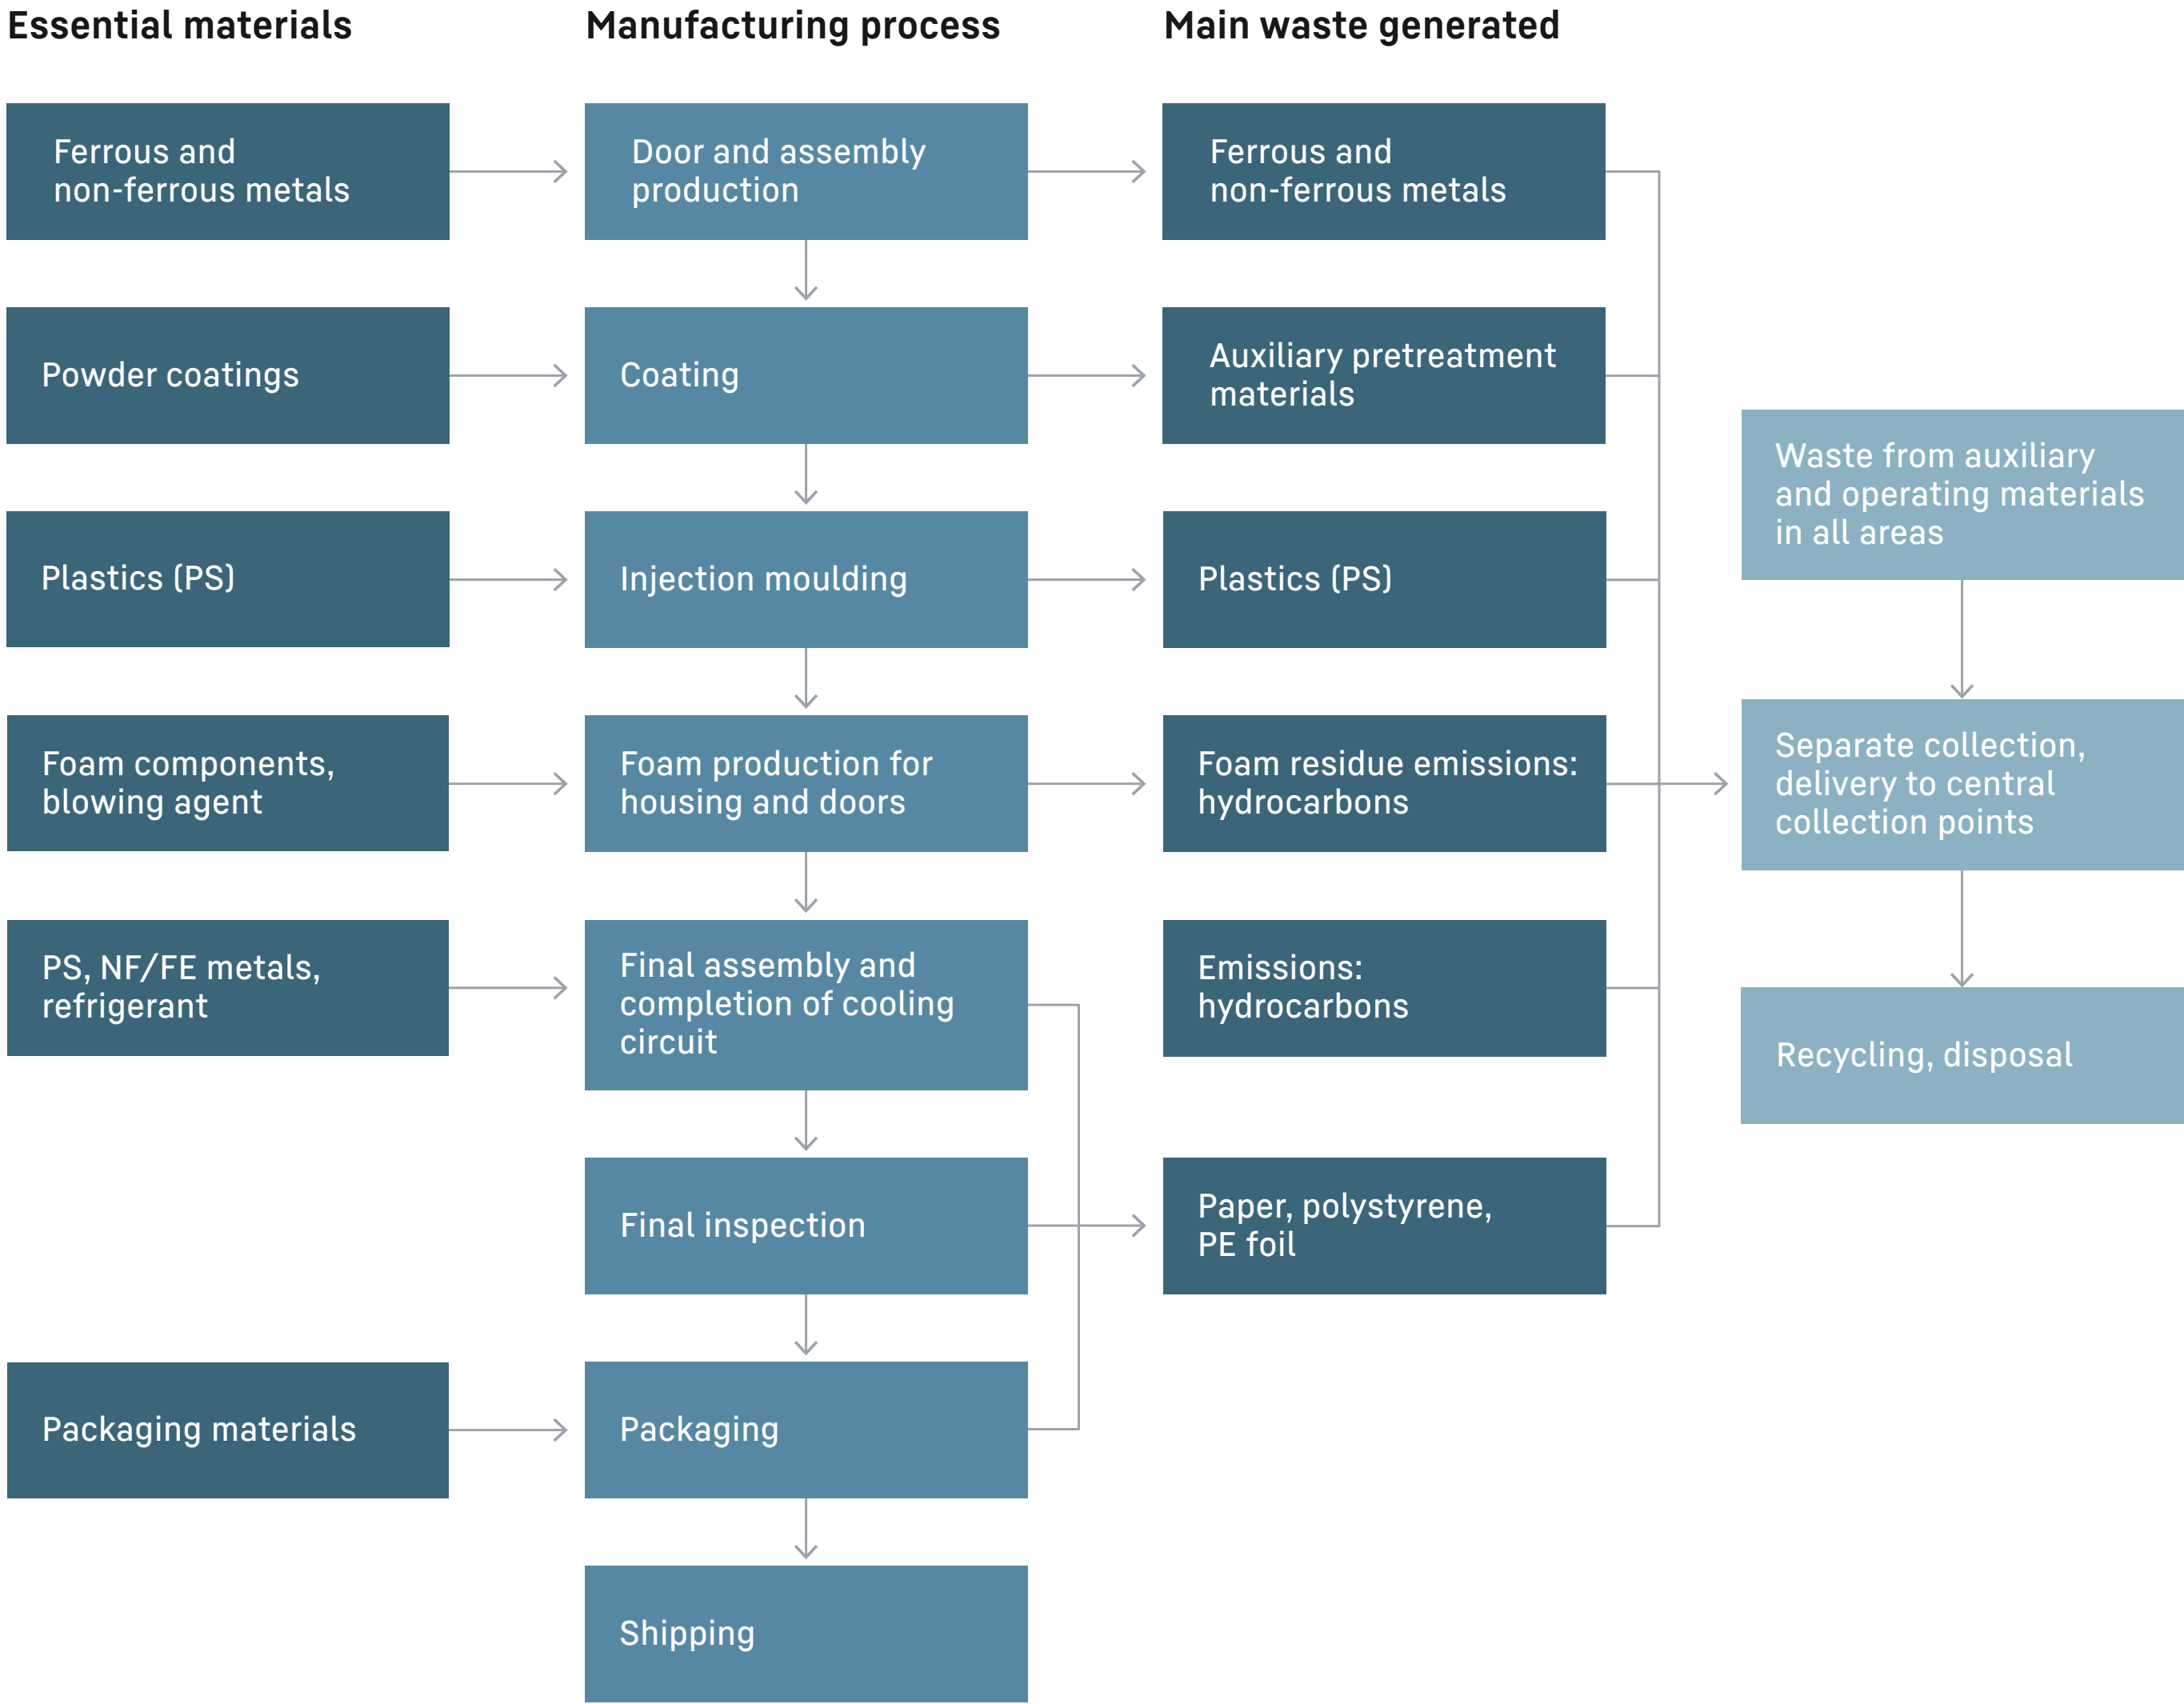 Essential materials
Manufacturing process
Main waste generated
Ferrous and
non-ferrous metals
Door and assembly
production
Ferrous and
non-ferrous metals
Powder coatings
Coating
Auxiliary pretreatment
materials
Waste from auxiliary
and operating materials
in all areas
Plastics (PS)
Injection moulding
Plastics (PS)
Foam components,
blowing agent
Foam production for
housing and doors
Foam residue emissions:
hydrocarbons
Separate collection,
delivery to central
collection points
PS, NF/FE metals,
refrigerant
Final assembly and
completion of cooling
circuit
Emissions:
hydrocarbons
Recycling, disposal
Final inspection
Paper, polystyrene,
PE foil
Packaging materials
Packaging
Shipping